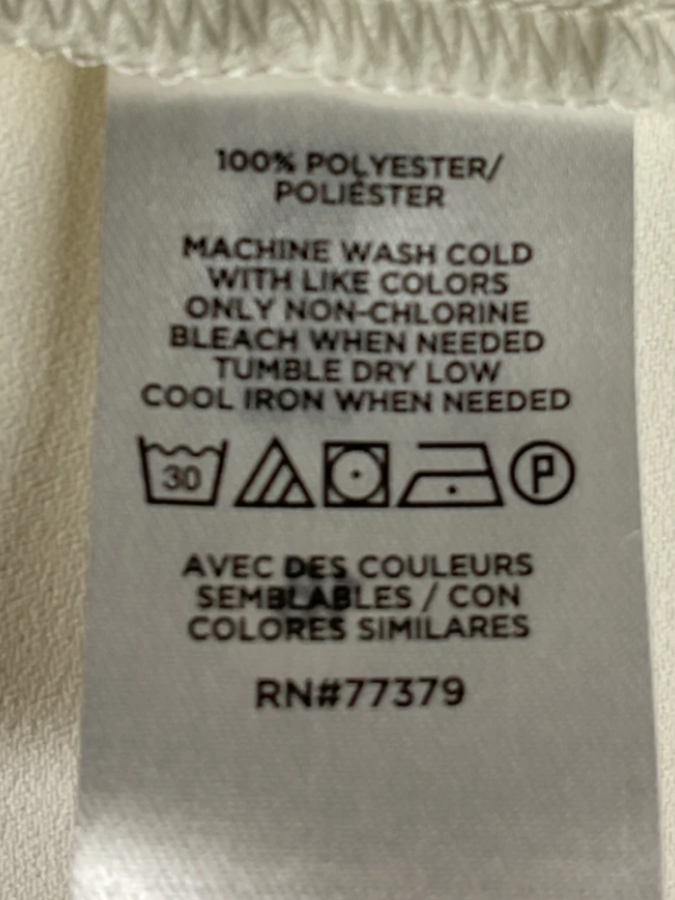 100% POLYESTER/
POLIÉSTER
MACHINE WASH COLD
WITH LIKE COLORS
ONLY NON-CHLORINE
BLEACH WHEN NEEDED
TUMBLE DRY LOW
COOL IRON WHEN NEEDED
30 P
AVEC DES COULEURS
SEMBLABLES / CON
COLORES SIMILARES
RN#77379